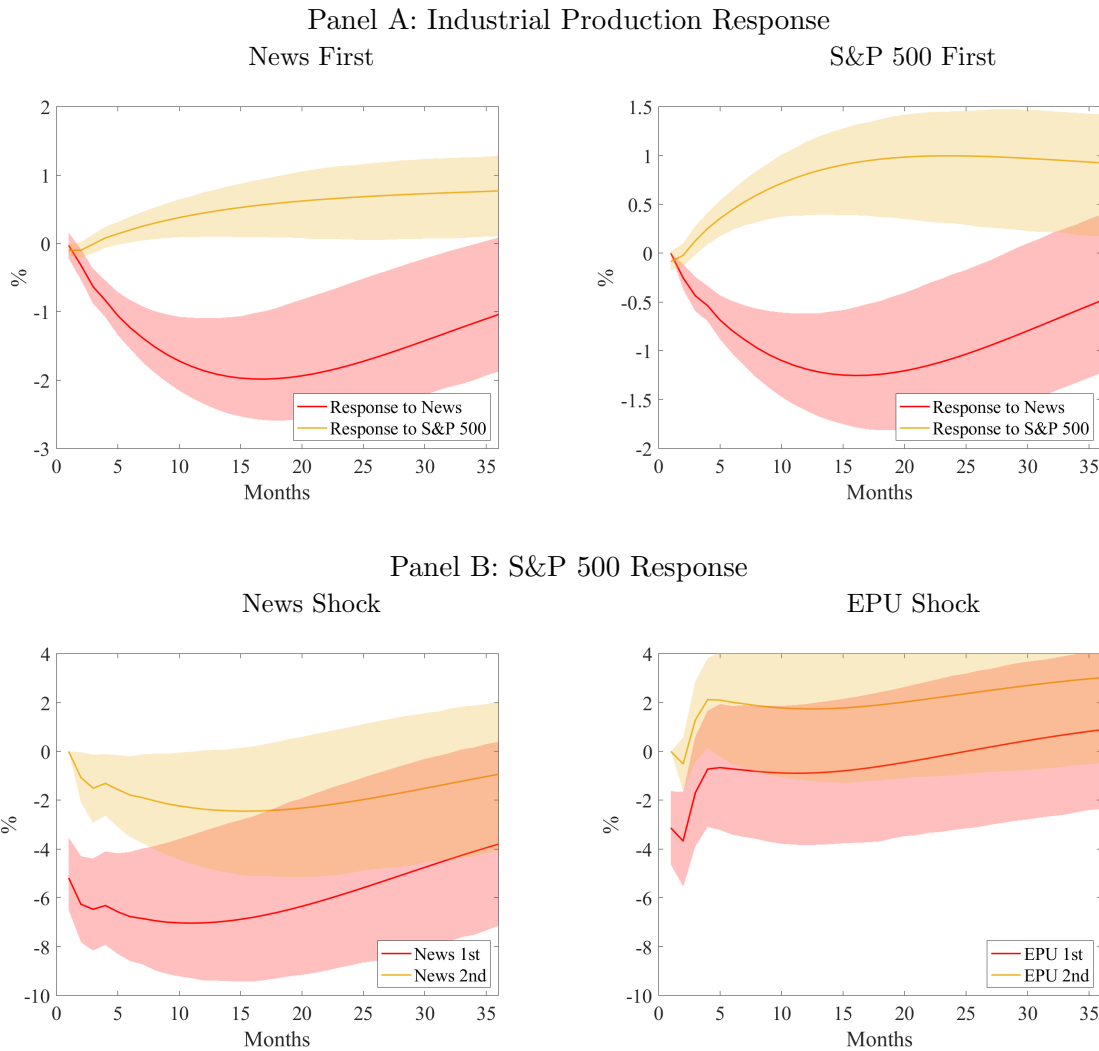 Panel A: Industrial Production Response
News First
S&P 500 First
2
1
0
-1
-2
-3
%
0 5 10 15 20 25 30 35
Months
Response to News
Response to S&P 500
1.5
1
0.5
0
-0.5
-1
-1.5
-2
%
0 5 10 15 20 25 30 35
Months
Response to News
Response to S&P 500
Panel B: S&P 500 Response
News Shock
EPU Shock
4
2
0
-2
-4
-6
-8
-10
%
0 5 10 15 20 25 30 35
Months
News 1st
News 2nd
4
2
0
-2
-4
-6
-8
-10
%
0 5 10 15 20 25 30 35
Months
EPU 1st
EPU 2nd